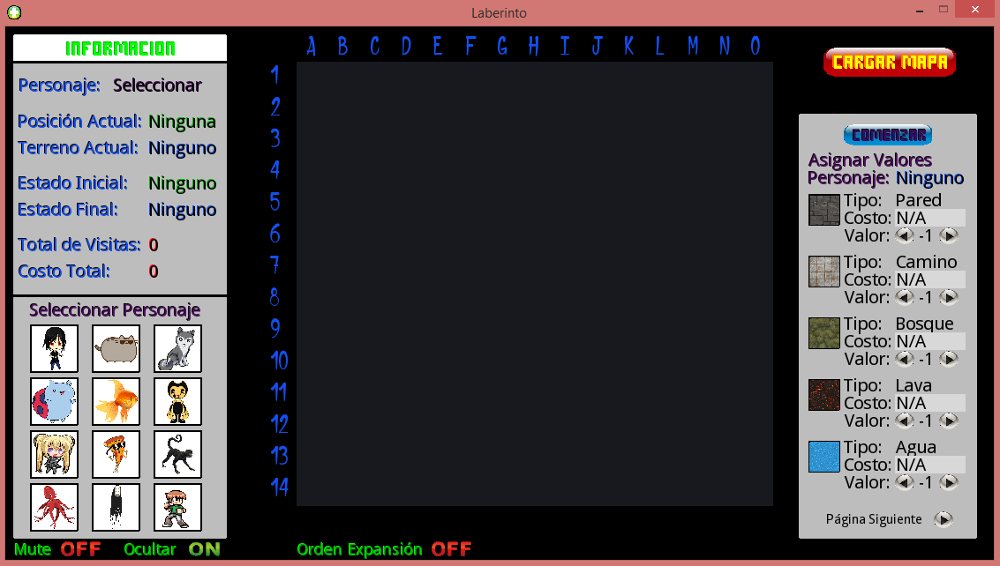 Laberinto
INFORMACION
Personaje: Seleccionar
Posición Actual: Ninguna
Terreno Actual: Ninguno
Estado Inicial: Ninguno
Estado Final: Ninguno
Total de Visitas: 0
Costo Total: 0
Seleccionar Personaje
Mute OFF Ocultar ON
A B C D E F G H I J K L M N O
1
2
3
4
5
6
7
8
9
10
11
12
13
14
Orden Expansión OFF
CARGAR MAPA
COMENZAR
Asignar Valores
Personaje: Ninguno
Tipo: Pared
Costo: N/A
Valor: -1
Tipo: Camino
Costo: N/A
Valor: -1
Tipo: Bosque
Costo: N/A
Valor: -1
Tipo: Lava
Costo: N/A
Valor: -1
Tipo: Agua
Costo: N/A
Valor: -1
Página Siguiente